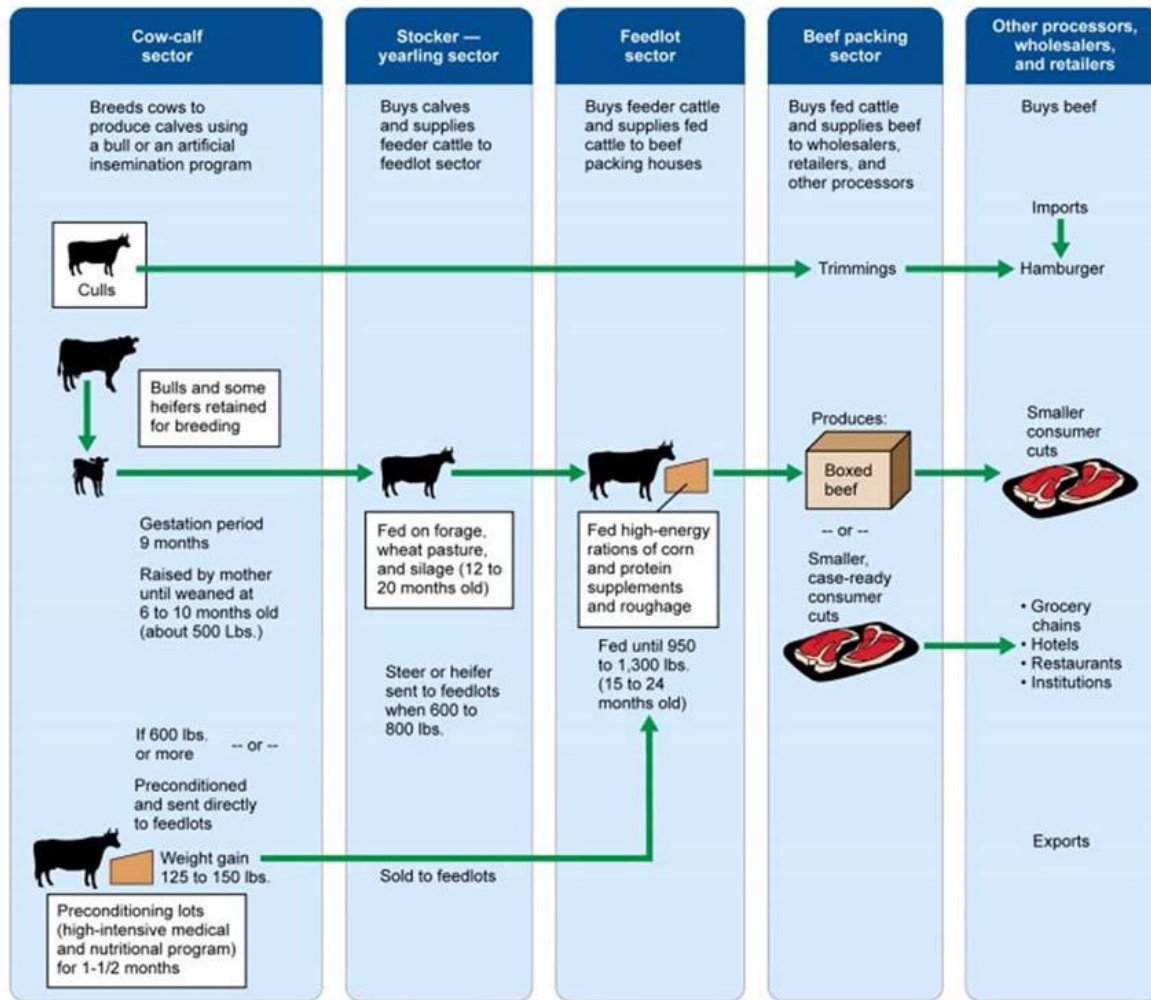 Cow-calf
sector
Stocker —
yearling sector
Feedlot
sector
Beef packing
sector
Other processors,
wholesalers,
and retailers
Breeds cows to
produce calves using
a bull or an artificial
insemination program
Buys calves
and supplies
feeder cattle to
feedlot sector
Buys feeder cattle
and supplies fed
cattle to beef
packing houses
Buys fed cattle
and supplies beef
to wholesalers,
retailers, and
other processors
Buys beef
Imports
Culls
Trimmings
Hamburger
Bulls and some
heifers retained
for breeding
Gestation period
9 months
Raised by mother
until weaned at
6 to 10 months old
(about 500 Lbs.)
If 600 lbs.
or more
-- or --
Preconditioned
and sent directly
to feedlots
Weight gain
125 to 150 lbs.
Preconditioning lots
(high-intensive medical
and nutritional program)
for 1-1/2 months
Fed on forage,
wheat pasture,
and silage (12 to
20 months old)
Steer or heifer
sent to feedlots
when 600 to
800 lbs.
Sold to feedlots
Fed high-energy
rations of corn
and protein
supplements
and roughage
Fed until 950
to 1,300 lbs.
(15 to 24
months old)
Produces:
Boxed
beef
-- or --
Smaller,
case-ready
consumer
cuts
Smaller
consumer
cuts
• Grocery
chains
• Hotels
• Restaurants
• Institutions
Exports